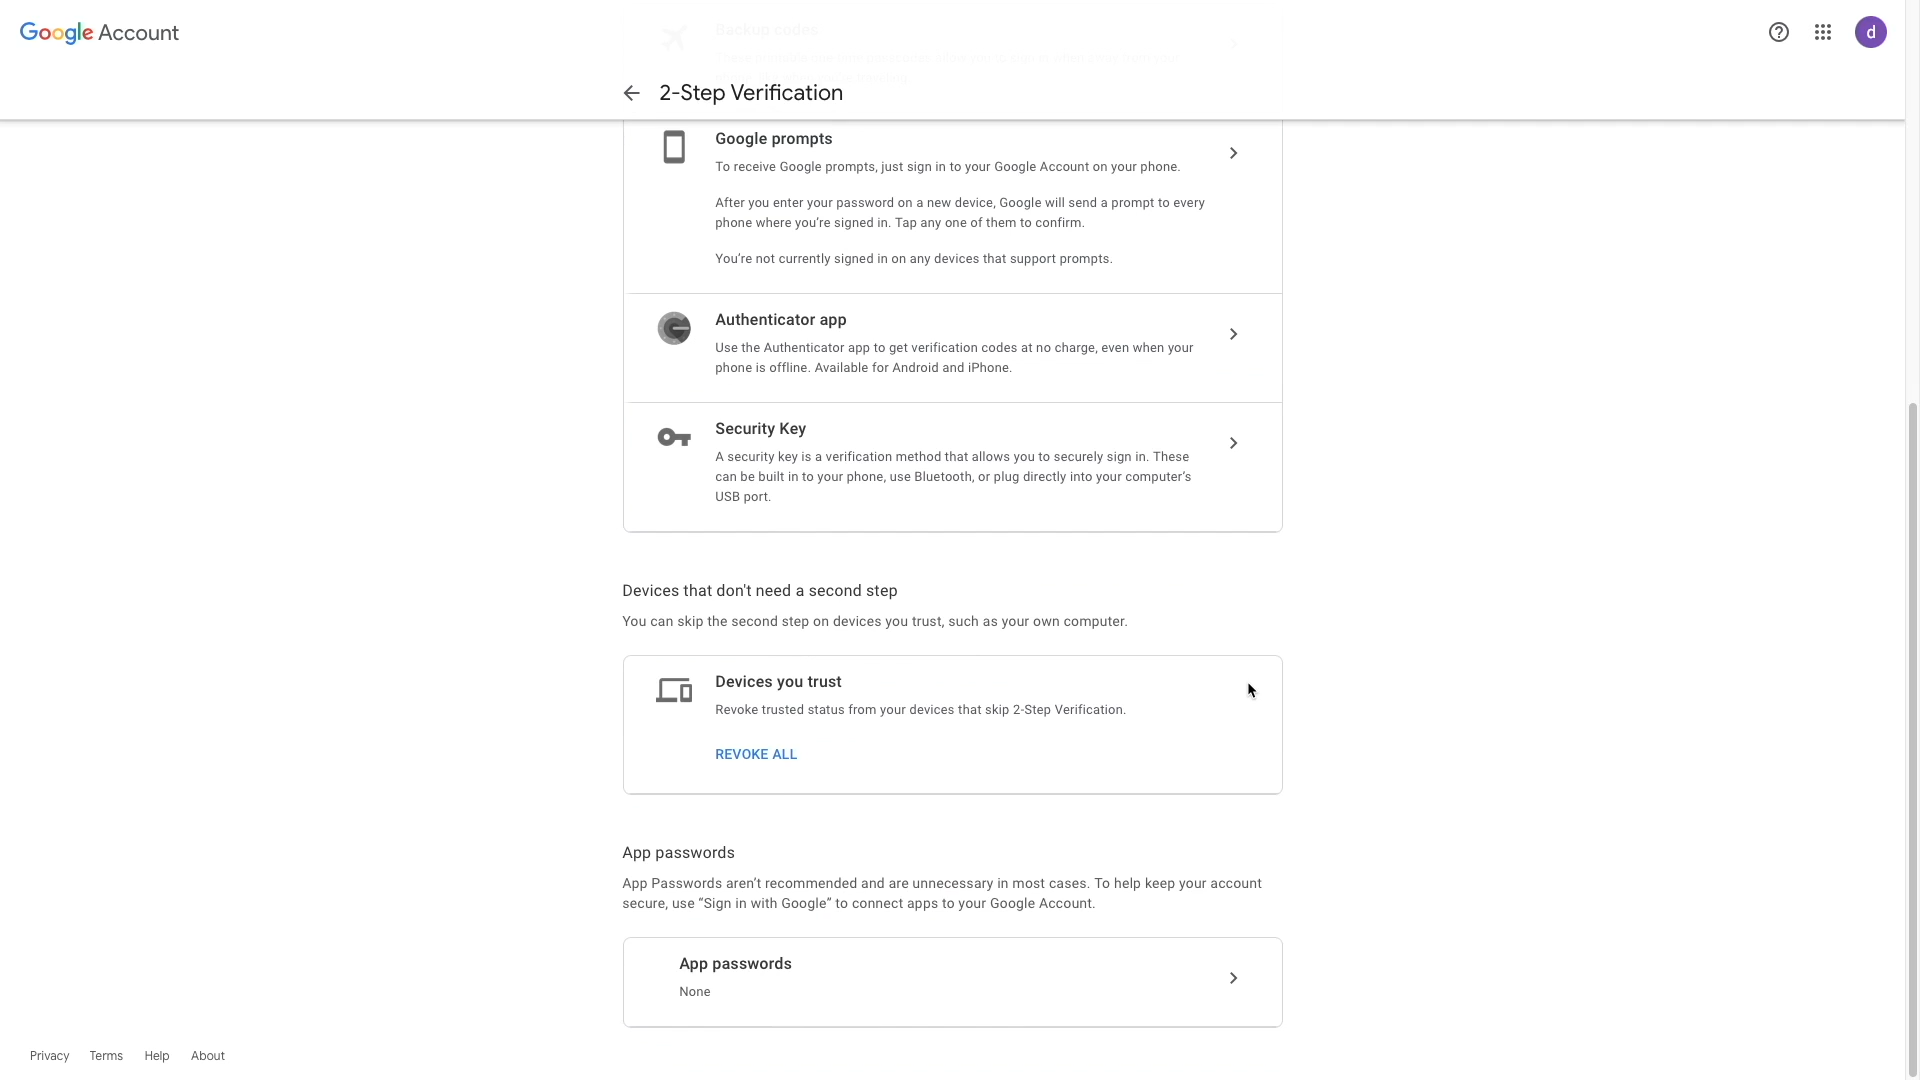 Google Account
d
Backup codes
2-Step Verification
Google prompts
To receive Google prompts, just sign in to your Google Account on your phone.
After you enter your password on a new device, Google will send a prompt to every
phone where you're signed in. Tap any one of them to confirm.
You're not currently signed in on any devices that support prompts.
Authenticator app
Use the Authenticator app to get verification codes at no charge, even when your
phone is offline. Available for Android and iPhone.
Security Key
A security key is a verification method that allows you to securely sign in. These
can be built in to your phone, use Bluetooth, or plug directly into your computer's
USB port.
Devices that don't need a second step
You can skip the second step on devices you trust, such as your own computer.
Devices you trust
Revoke trusted status from your devices that skip 2-Step Verification.
REVOKE ALL
App passwords
App Passwords aren't recommended and are unnecessary in most cases. To help keep your account
secure, use “Sign in with Google” to connect apps to your Google Account.
App passwords
None
Privacy Terms Help About